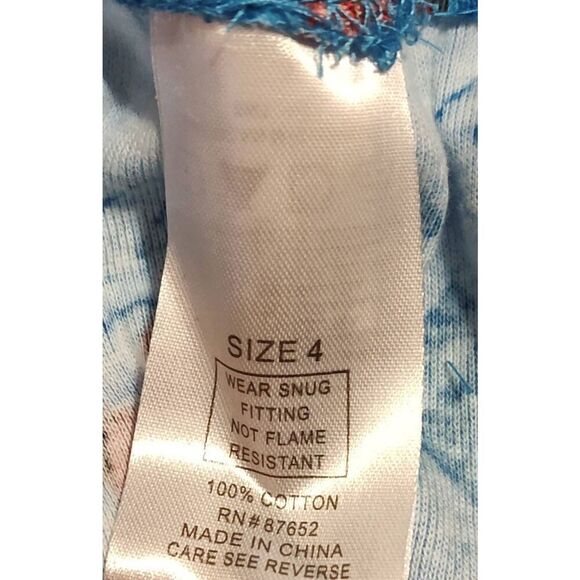 SIZE 4
WEAR SNUG
FITTING
NOT FLAME
RESISTANT
100% COTTON
RN# 87652
MADE IN CHINA
CARE SEE REVERSE